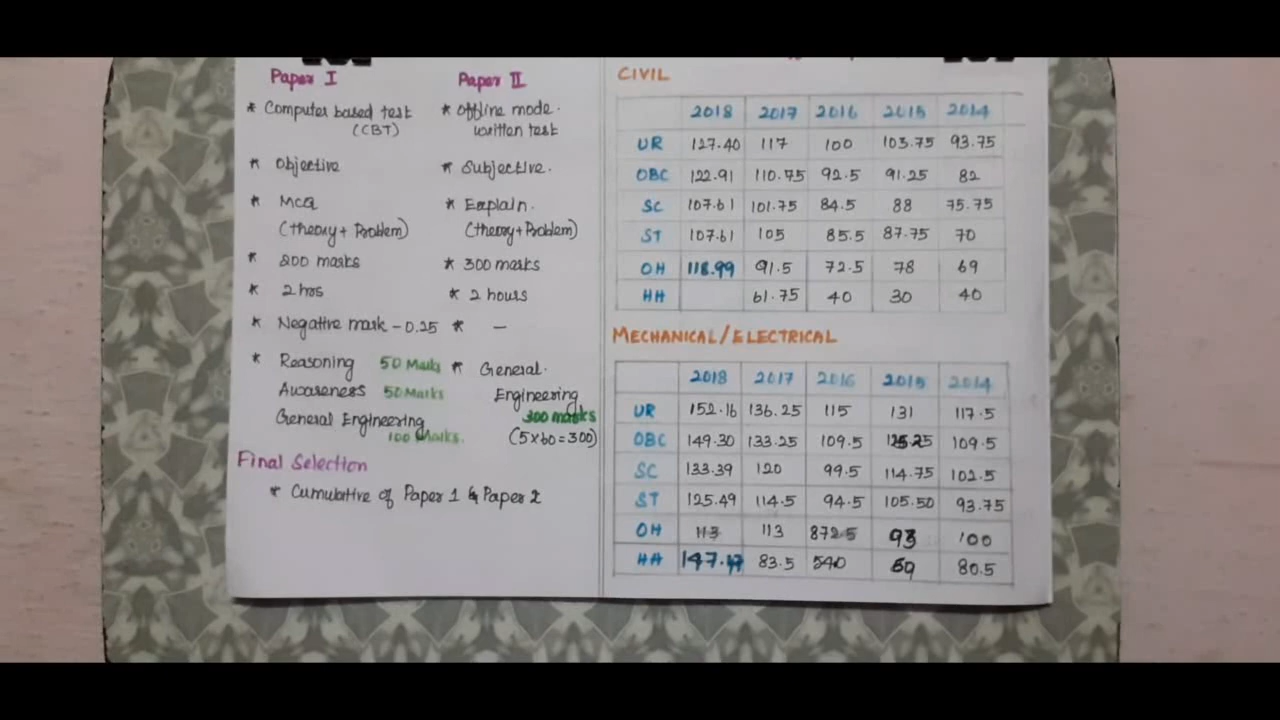 Paper I
* Computer based test
(CBT)
* Objective
* MCQ
(theory + Problem)
* 200 marks
* 2 hrs
* Negative mark - 0.25
* Reasoning 50 Marks
Awareness 50 Marks
General Engineering
100 Marks.
Paper II
* Offline mode.
written test
* Subjective.
* Explain.
(theory + Problem)
* 300 marks
* 2 hours
* —
* General.
Engineering
300 marks
(5×60=300)
Final Selection
* Cumulative of Paper 1 & Paper 2
CIVIL
2018 2017 2016 2015 2014
UR 127.40 117 100 103.75 93.75
OBC 122.91 110.75 92.5 91.25 82
SC 107.61 101.75 84.5 88 75.75
ST 107.61 105 85.5 87.75 70
OH 118.99 91.5 72.5 78 69
HH 61.75 40 30 40
MECHANICAL/ELECTRICAL
2018 2017 2016 2015 2014
UR 152.16 136.25 115 131 117.5
OBC 149.30 133.25 109.5 125.25 109.5
SC 133.39 120 99.5 114.75 102.5
ST 125.49 114.5 94.5 105.50 93.75
OH 113 113 872.5 93 100
HH 147.17 83.5 540 59 80.5